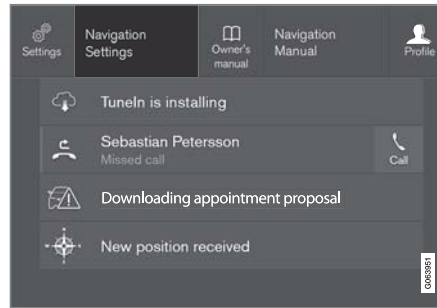 Settings
Navigation
Settings
Owner's
manual
Navigation
Manual
Profile
TuneIn is installing
Sebastian Petersson
Missed call
Call
Downloading appointment proposal
New position received
G063951